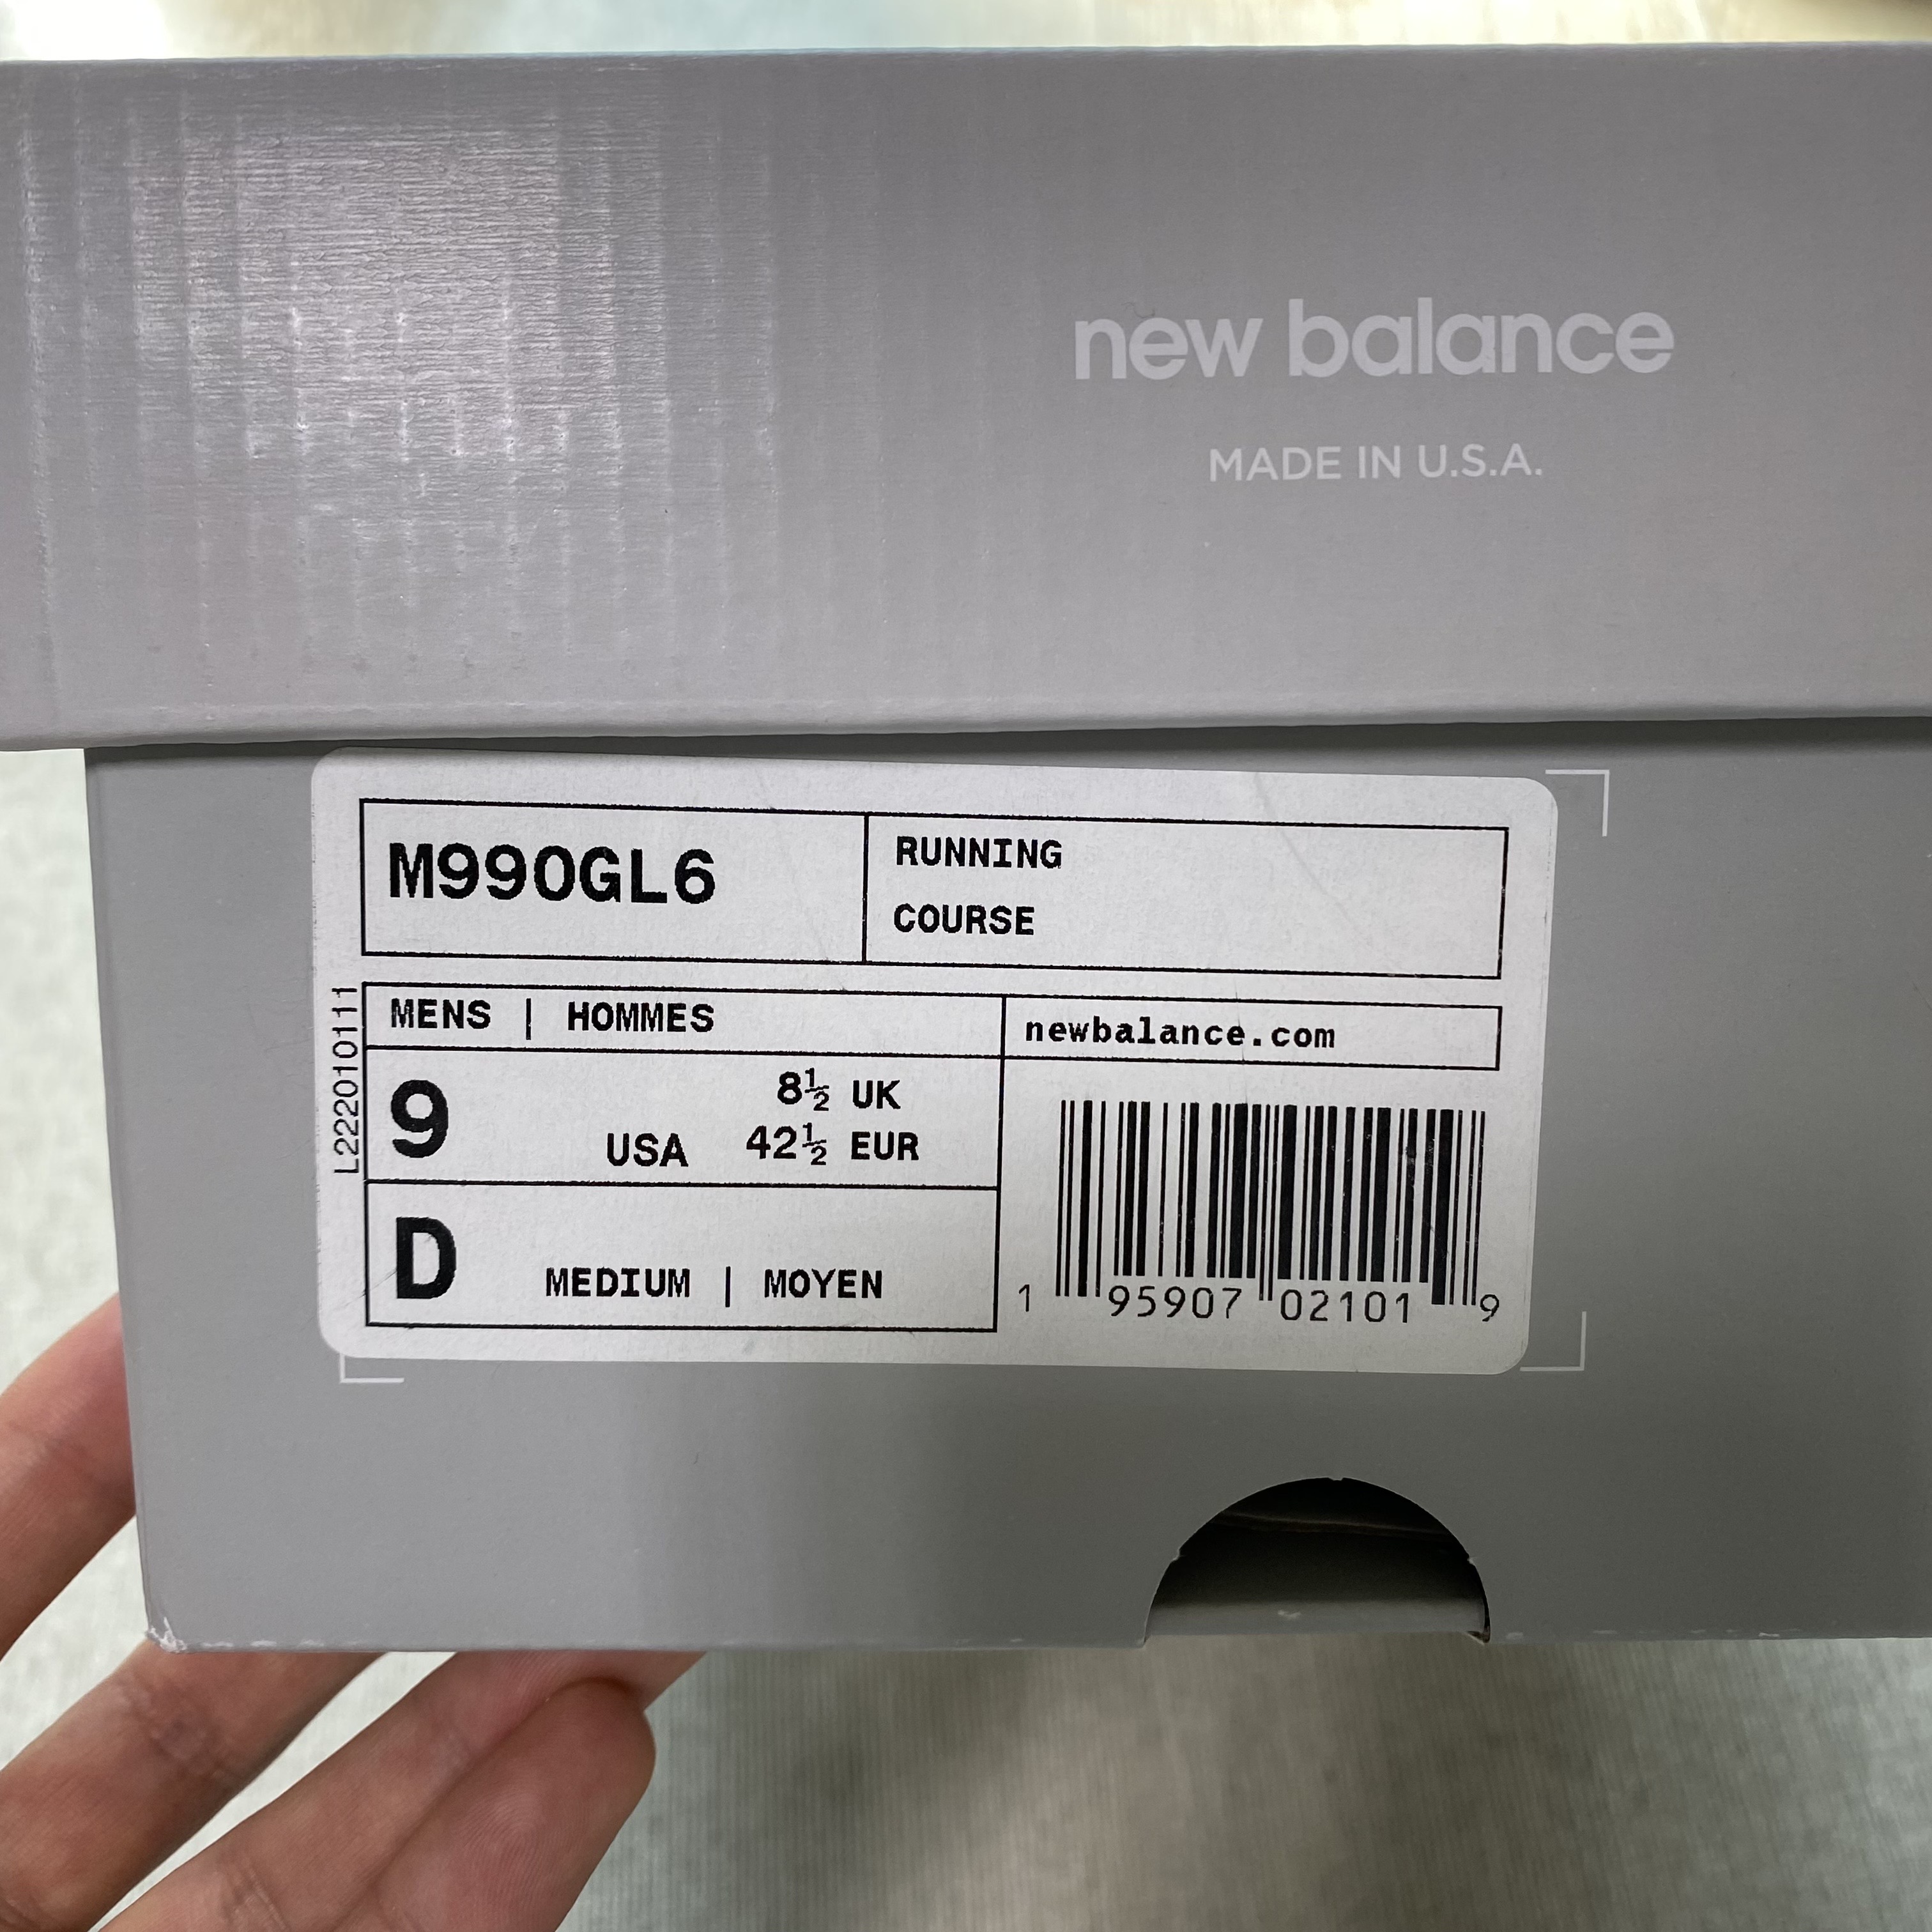 new balance
MADE IN U.S.A.
M990GL6
RUNNING
COURSE
L222010111
MENS | HOMMES
newbalance.com
9 USA
8½ UK
42½ EUR
D MEDIUM | MOYEN
1 95907 02101 9